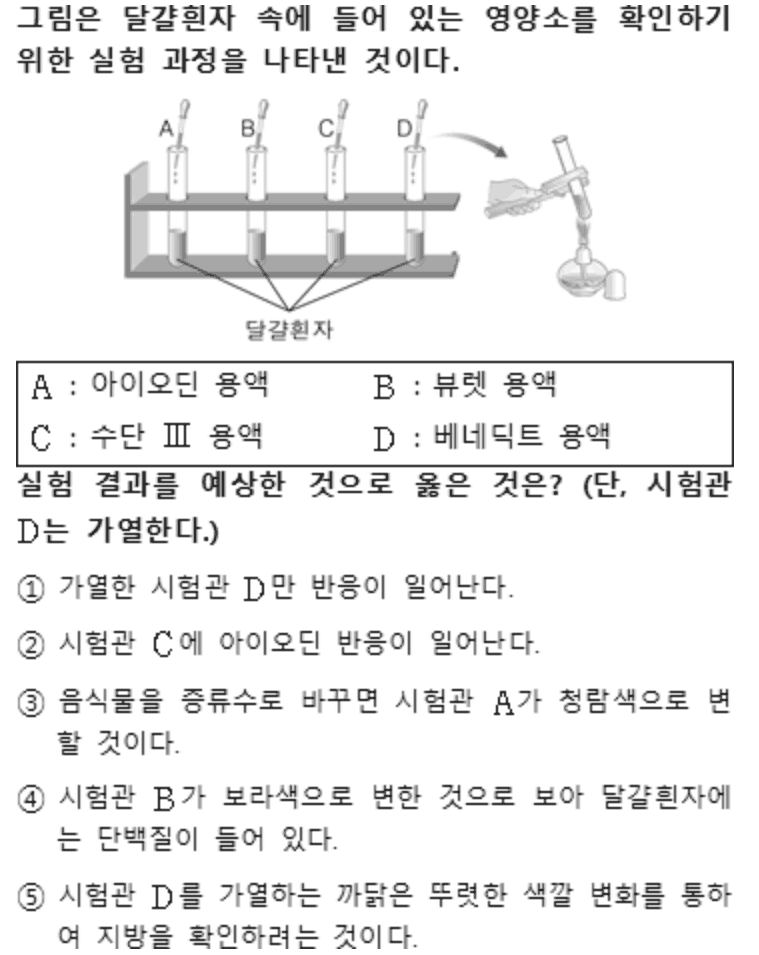 그림은 달걀흰자 속에 들어 있는 영양소를 확인하기
위한 실험 과정을 나타낸 것이다.
A B C D
달걀흰자
A : 아이오딘 용액 B : 뷰렛 용액
C : 수단 Ⅲ 용액 D : 베네딕트 용액
실험 결과를 예상한 것으로 옳은 것은? (단, 시험관
D는 가열한다.)
① 가열한 시험관 D만 반응이 일어난다.
② 시험관 C에 아이오딘 반응이 일어난다.
③ 음식물을 증류수로 바꾸면 시험관 A가 청람색으로 변
할 것이다.
④ 시험관 B가 보라색으로 변한 것으로 보아 달걀흰자에
는 단백질이 들어 있다.
⑤ 시험관 D를 가열하는 까닭은 뚜렷한 색깔 변화를 통하
여 지방을 확인하려는 것이다.